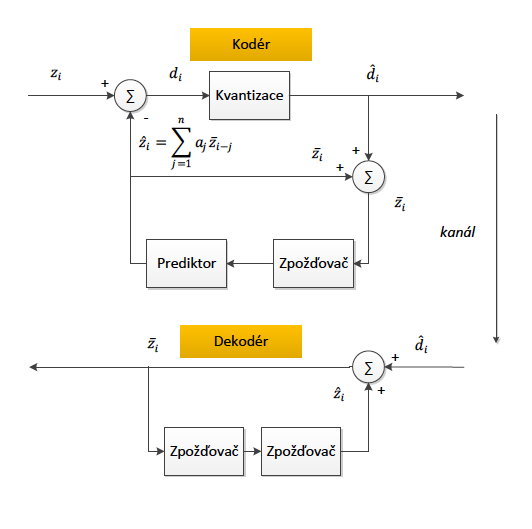 Kodér
z_i
+
Σ
d_i
Kvantizace
d̂_i
-
ẑ_i = ∑_{j=1}^{n} a_j z̄_{i-j}
z̄_i
+
+
Σ
z̄_i
kanál
Prediktor
Zpožďovač
Dekodér
z̄_i
Σ
+
d̂_i
ẑ_i
+
Zpožďovač
Zpožďovač